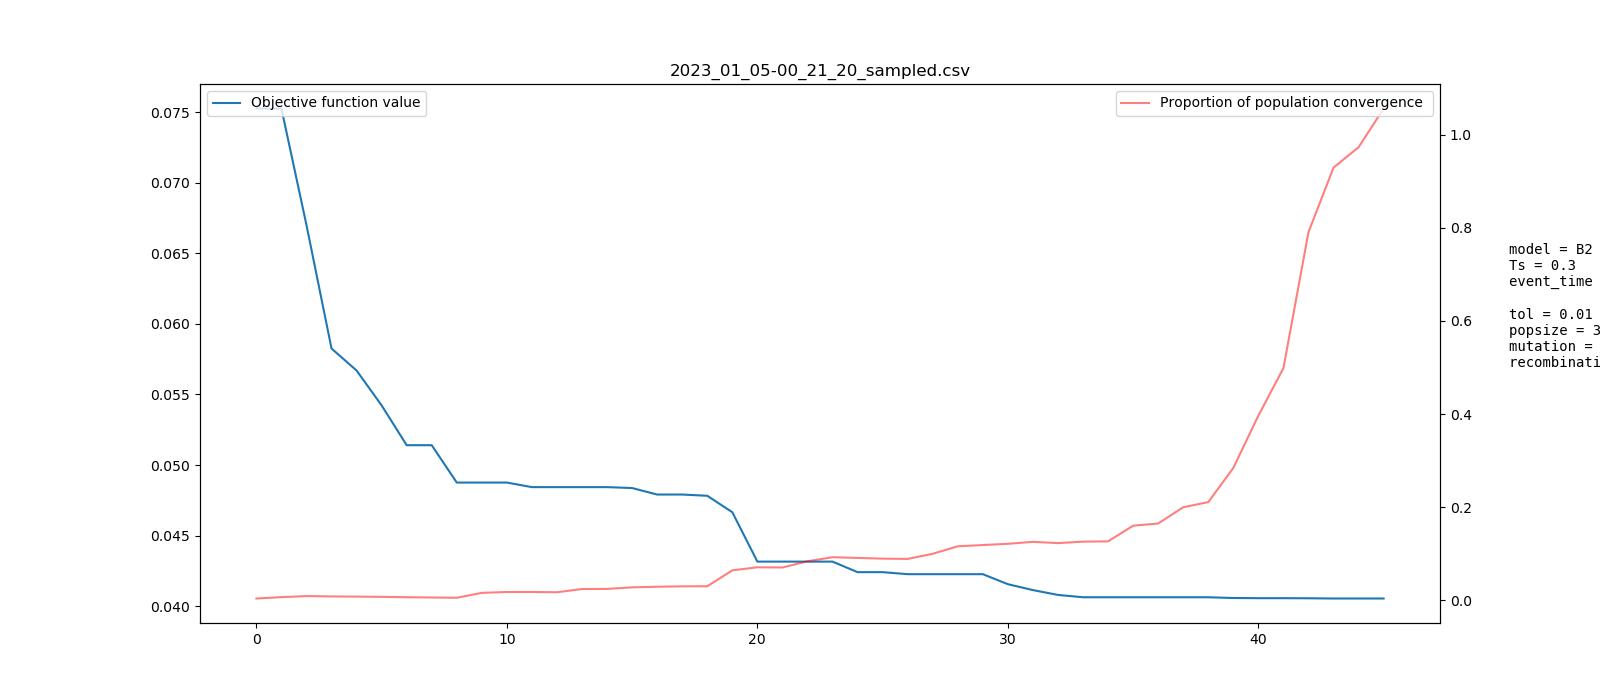 2023_01_05-00_21_20_sampled.csv
Objective function value
Proportion of population convergence
0.075
0.070
0.065
0.060
0.055
0.050
0.045
0.040
1.0
0.8
0.6
0.4
0.2
0.0
0
10
20
30
40
model = B2
Ts = 0.3
event_time
tol = 0.01
popsize = 3
mutation =
recombinati